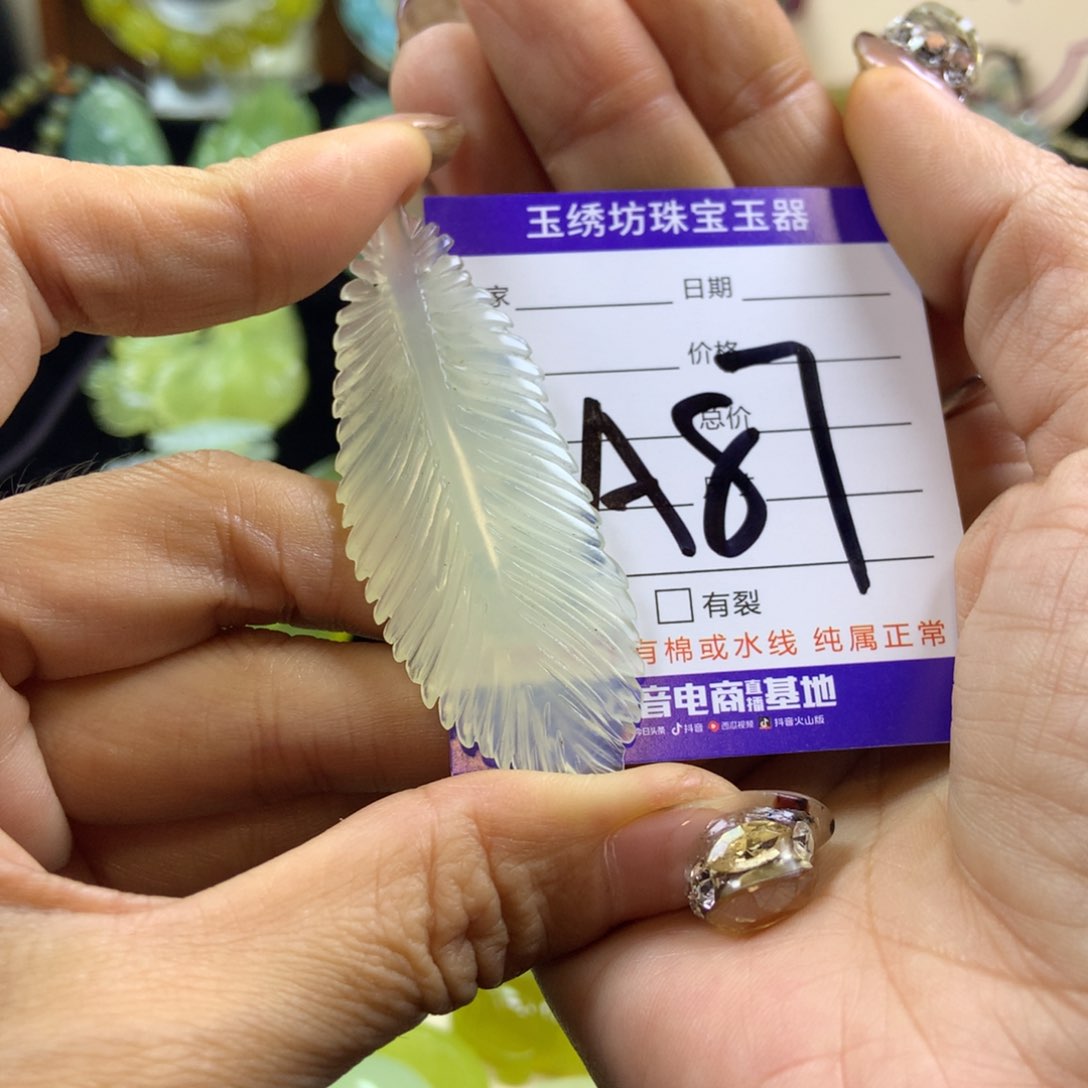 玉绣坊珠宝玉器
家 日期
价格
总价
A87
有裂
有棉或水线 纯属正常
音电商直播基地
今日头条 抖音 西瓜视频 抖音火山版